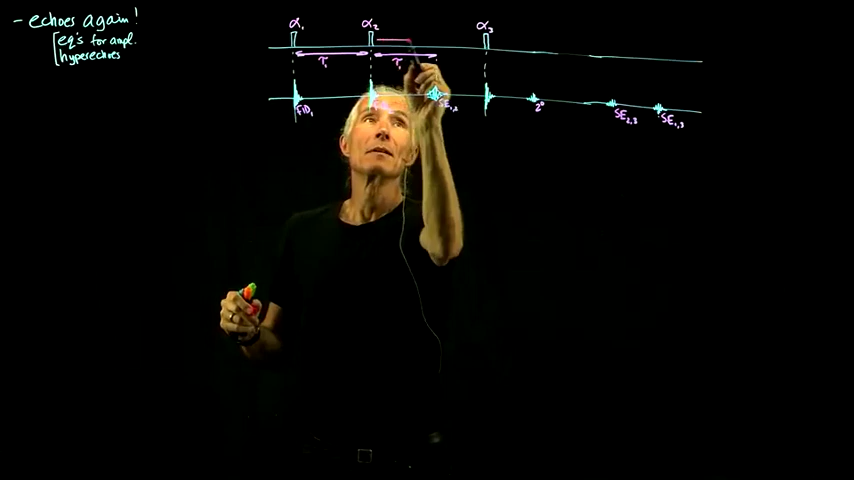 - echoes again!
[eq's for ampl.
hyperechoes
α₁ α₂ α₃
τ₁ τ₁
FID₁ SE₁,₂ 2° SE₂,₃ SE₁,₃